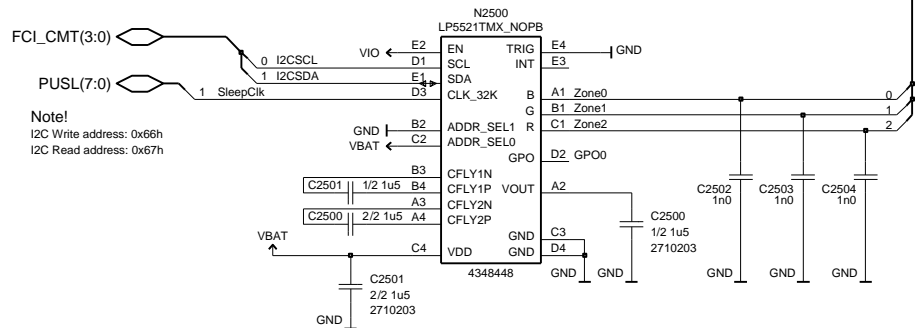 N2500
LP5521TMX_NOPB
FCI_CMT(3:0)
VIO E2 EN TRIG E4 GND
0 I2CSCL D1 SCL INT E3
1 I2CSDA E1 SDA
PUSL(7:0) 1 SleepClk D3 CLK_32K B A1 Zone0 0
G B1 Zone1 1
Note!
I2C Write address: 0x66h
I2C Read address: 0x67h
GND B2 ADDR_SEL1 R C1 Zone2 2
VBAT C2 ADDR_SEL0
GPO D2 GPO0
B3 CFLY1N
C2501 1/2 1u5 B4 CFLY1P VOUT A2
A3 CFLY2N
C2500 2/2 1u5 A4 CFLY2P
C2502
1n0
C2503
1n0
C2504
1n0
C2500
1/2 1u5
2710203
VBAT
GND C3
C4 VDD GND D4
4348448
GND GND GND GND GND
C2501
2/2 1u5
2710203
GND